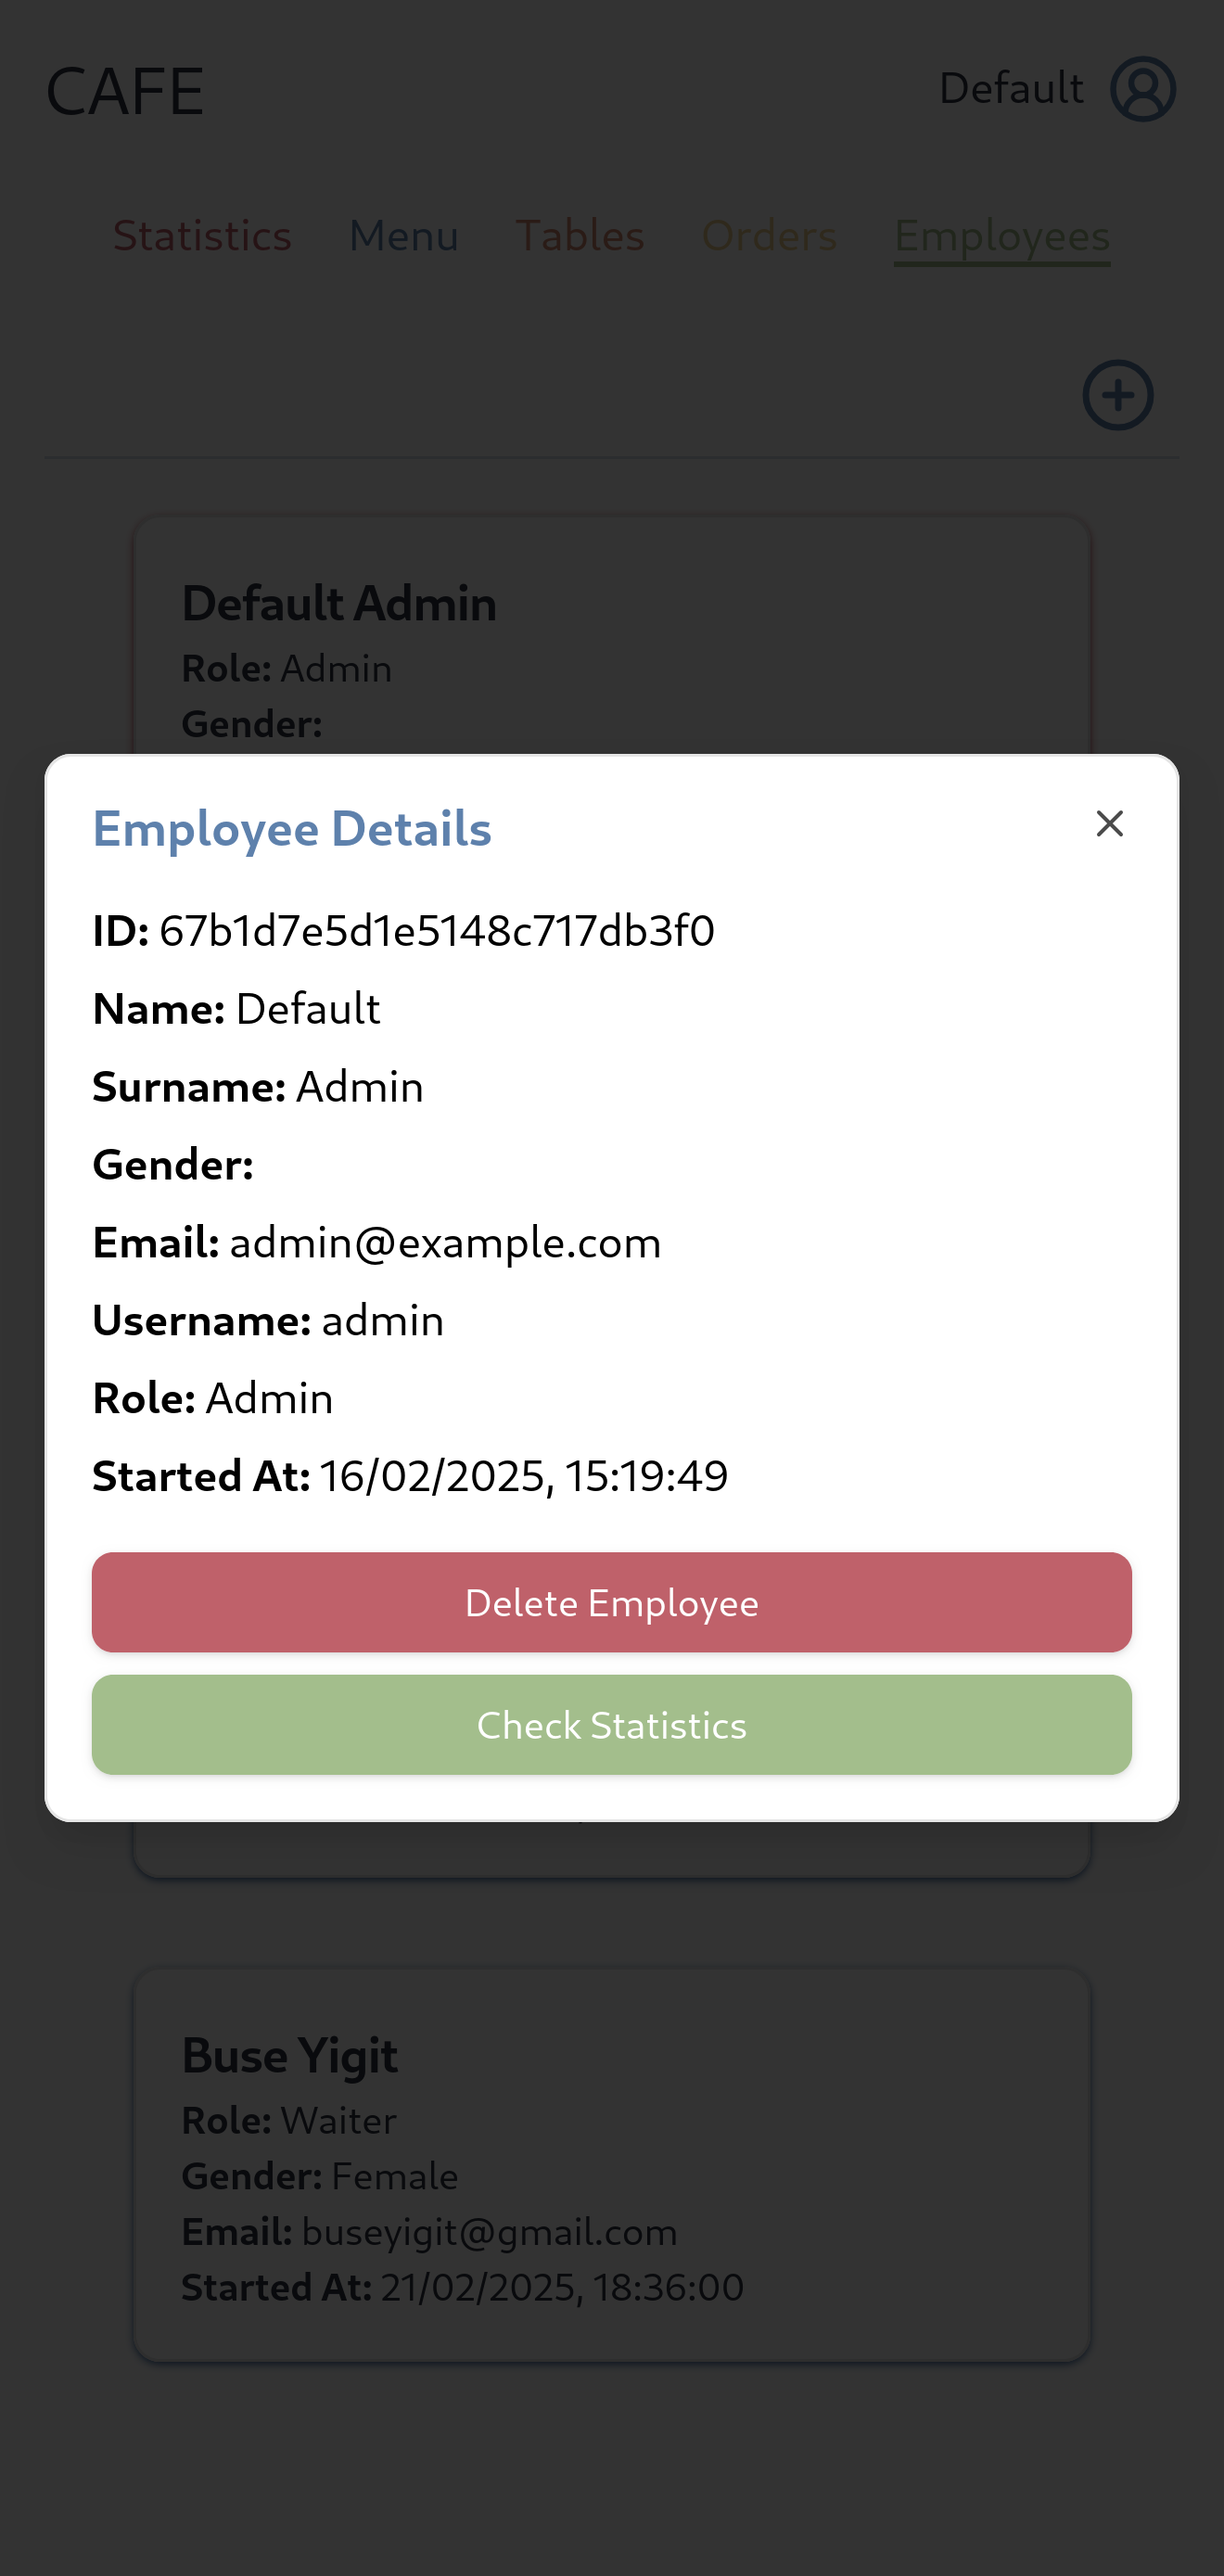 CAFE
Default
Statistics Menu Tables Orders Employees
Default Admin
Role: Admin
Gender:
Employee Details
ID: 67b1d7e5d1e5148c717db3f0
Name: Default
Surname: Admin
Gender:
Email: admin@example.com
Username: admin
Role: Admin
Started At: 16/02/2025, 15:19:49
Delete Employee
Check Statistics
Buse Yigit
Role: Waiter
Gender: Female
Email: buseyigit@gmail.com
Started At: 21/02/2025, 18:36:00